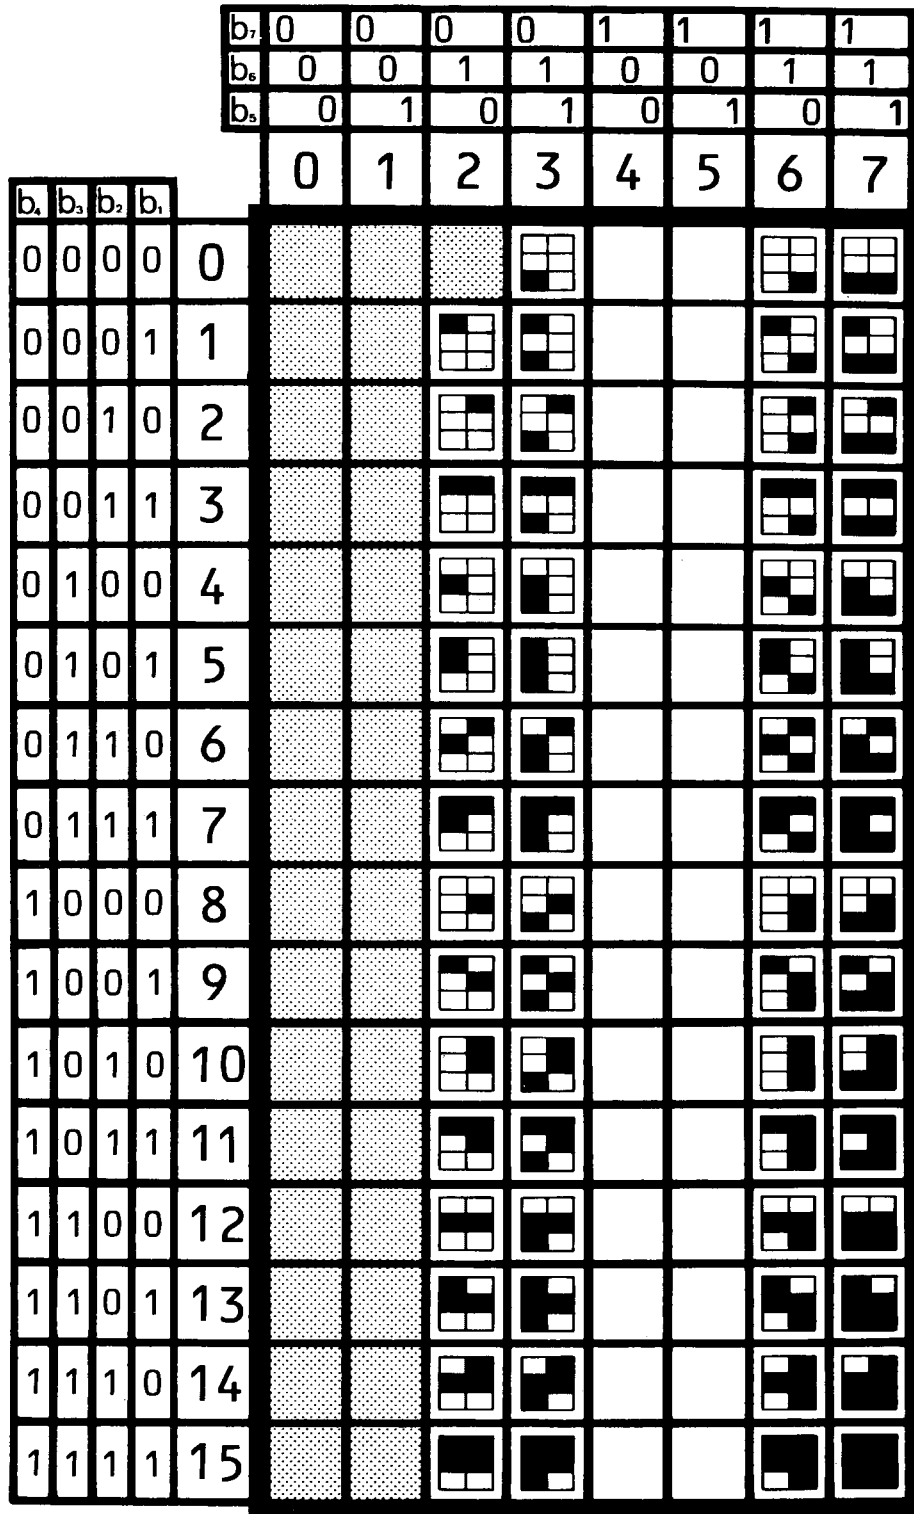 b₇ 0 0 0 0 1 1 1 1
b₆ 0 0 1 1 0 0 1 1
b₅ 0 1 0 1 0 1 0 1
0 1 2 3 4 5 6 7
b₄ b₃ b₂ b₁
0 0 0 0 0
0 0 0 1 1
0 0 1 0 2
0 0 1 1 3
0 1 0 0 4
0 1 0 1 5
0 1 1 0 6
0 1 1 1 7
1 0 0 0 8
1 0 0 1 9
1 0 1 0 10
1 0 1 1 11
1 1 0 0 12
1 1 0 1 13
1 1 1 0 14
1 1 1 1 15